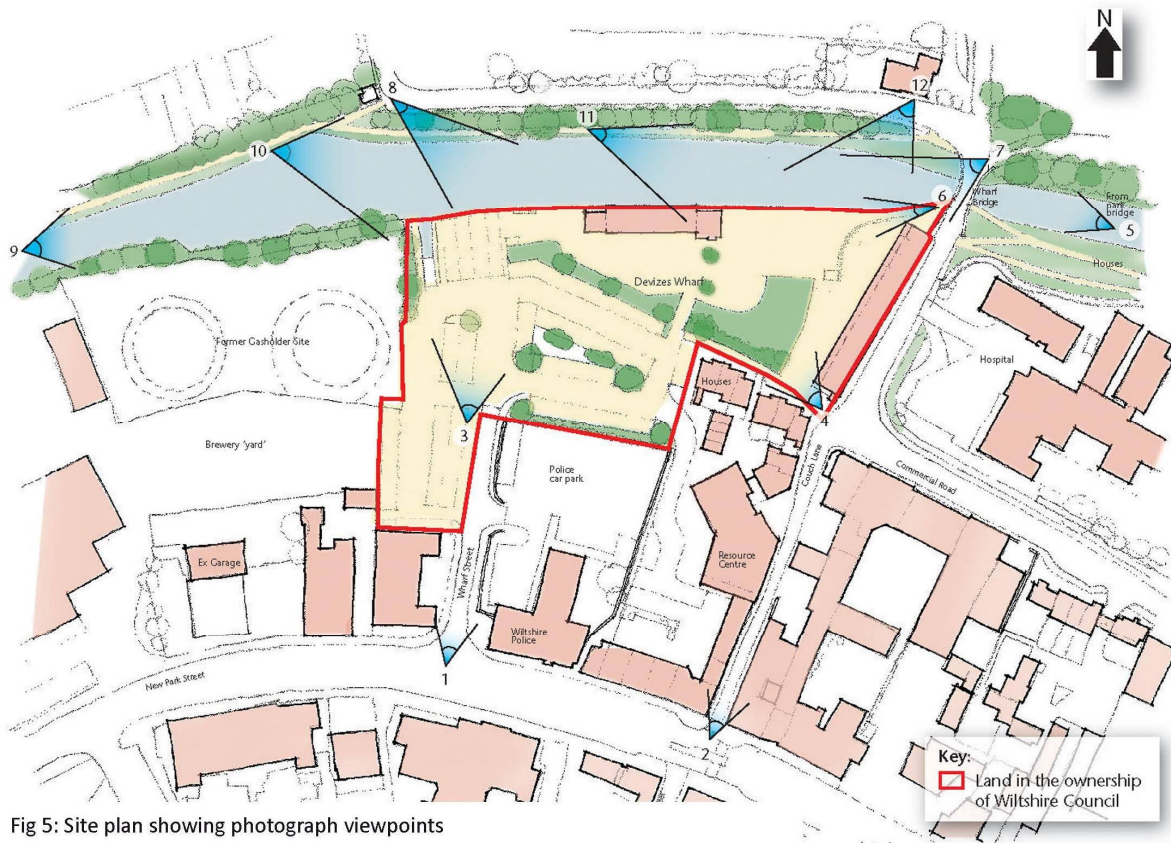 N
12
8
11
10
7
Wharf
Bridge
6
From
park
bridge
5
9
Houses
Devizes Wharf
Former Gasholder Site
Hospital
Houses
3
4
Brewery 'yard'
Police
car park
Couch Lane
Commercial Road
Ex Garage
Wharf Street
Resource
Centre
Wiltshire
Police
1
New Park Street
2
Key:
Land in the ownership
of Wiltshire Council
Fig 5: Site plan showing photograph viewpoints